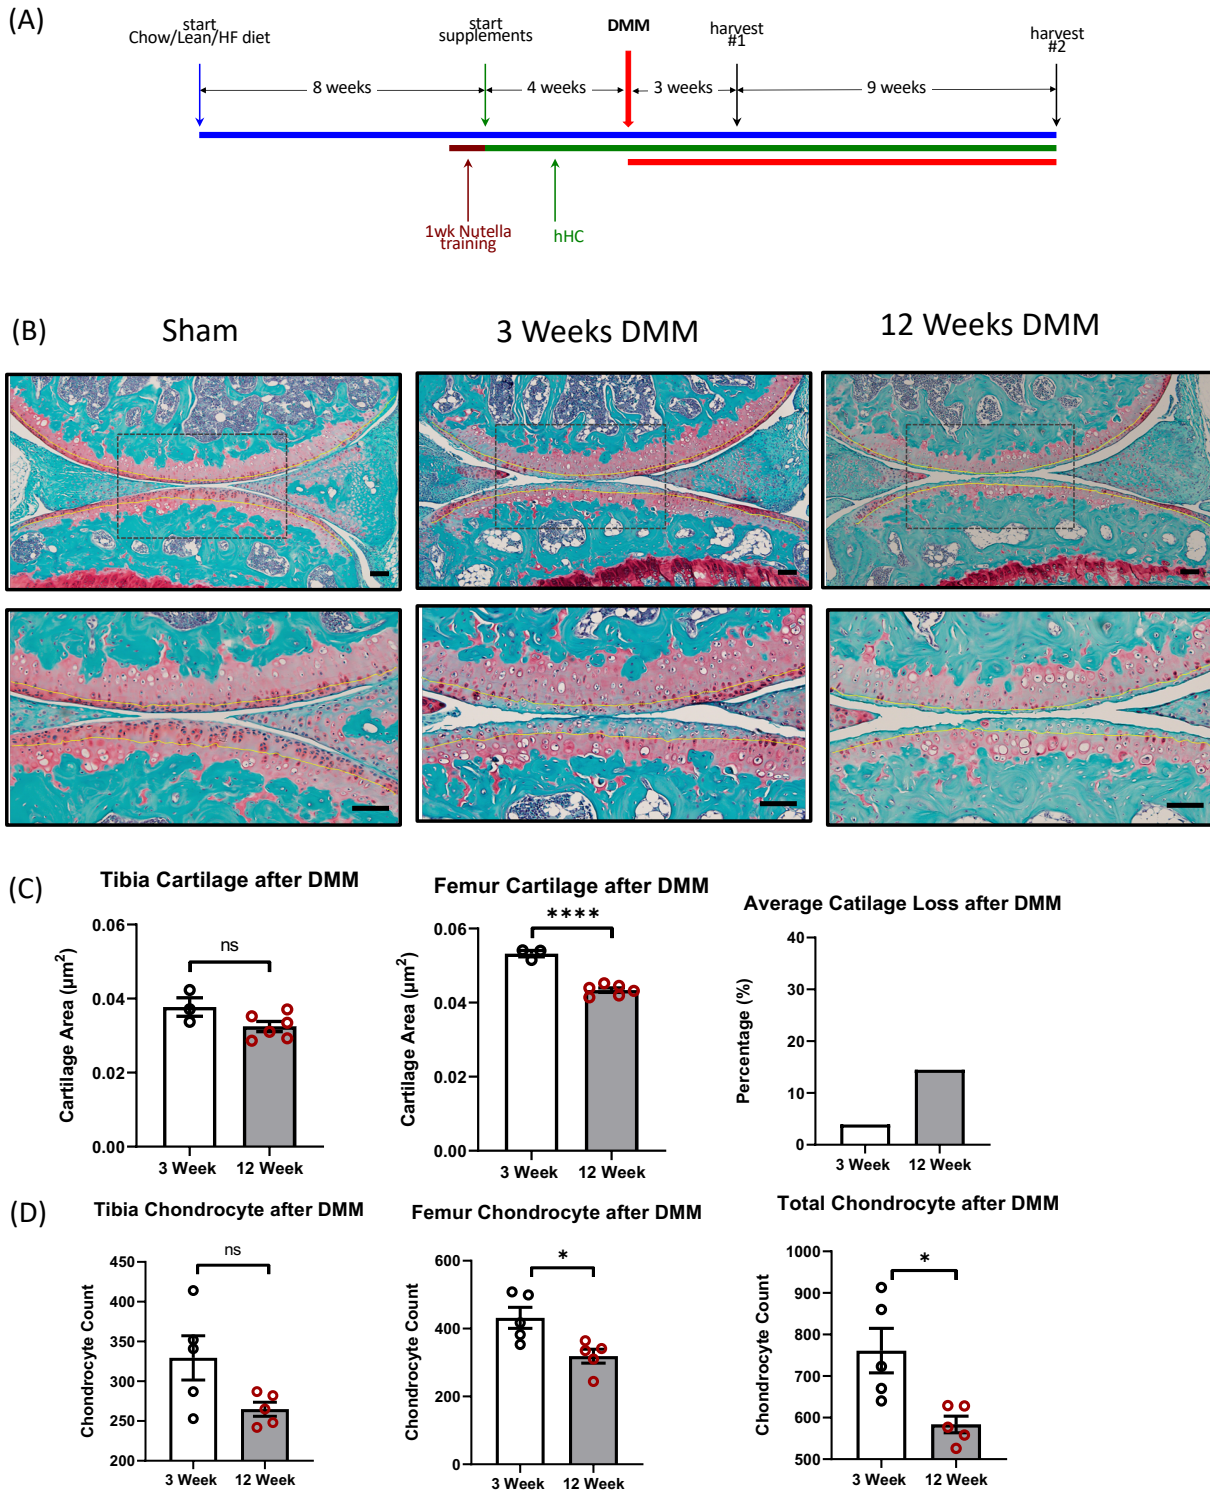 (A)
start
Chow/Lean/HF diet
start
supplements
DMM
harvest
#1
harvest
#2
8 weeks
4 weeks
3 weeks
9 weeks
1wk Nutella
training
hHC
(B)
Sham
3 Weeks DMM
12 Weeks DMM
(C)
Tibia Cartilage after DMM
Cartilage Area (µm²)
0.06
0.04
0.02
0.00
ns
3 Week
12 Week
Femur Cartilage after DMM
Cartilage Area (µm²)
0.06
0.04
0.02
0.00
****
3 Week
12 Week
Average Catilage Loss after DMM
Percentage (%)
40
30
20
10
0
3 Week
12 Week
(D)
Tibia Chondrocyte after DMM
Chondrocyte Count
450
400
350
300
250
200
ns
3 Week
12 Week
Femur Chondrocyte after DMM
Chondrocyte Count
600
400
200
0
*
3 Week
12 Week
Total Chondrocyte after DMM
Chondrocyte Count
1000
900
800
700
600
500
*
3 Week
12 Week